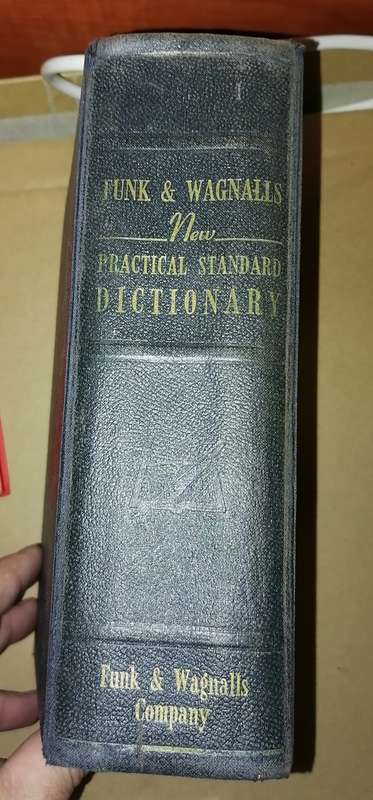 FUNK & WAGNALLS
New
PRACTICAL STANDARD
DICTIONARY
Funk & Wagnalls
Company